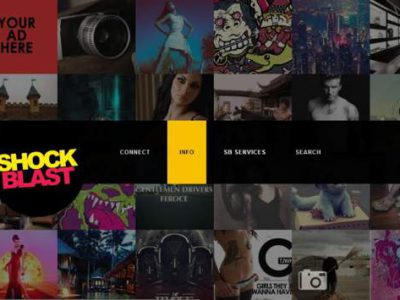 YOUR
AD
HERE
CONNECT
INFO
SB SERVICES
SEARCH
SHOCK
BLAST
GENTLEMEN DRIVERS
FEROCE
GIRLS THEY
WANNA HAVE